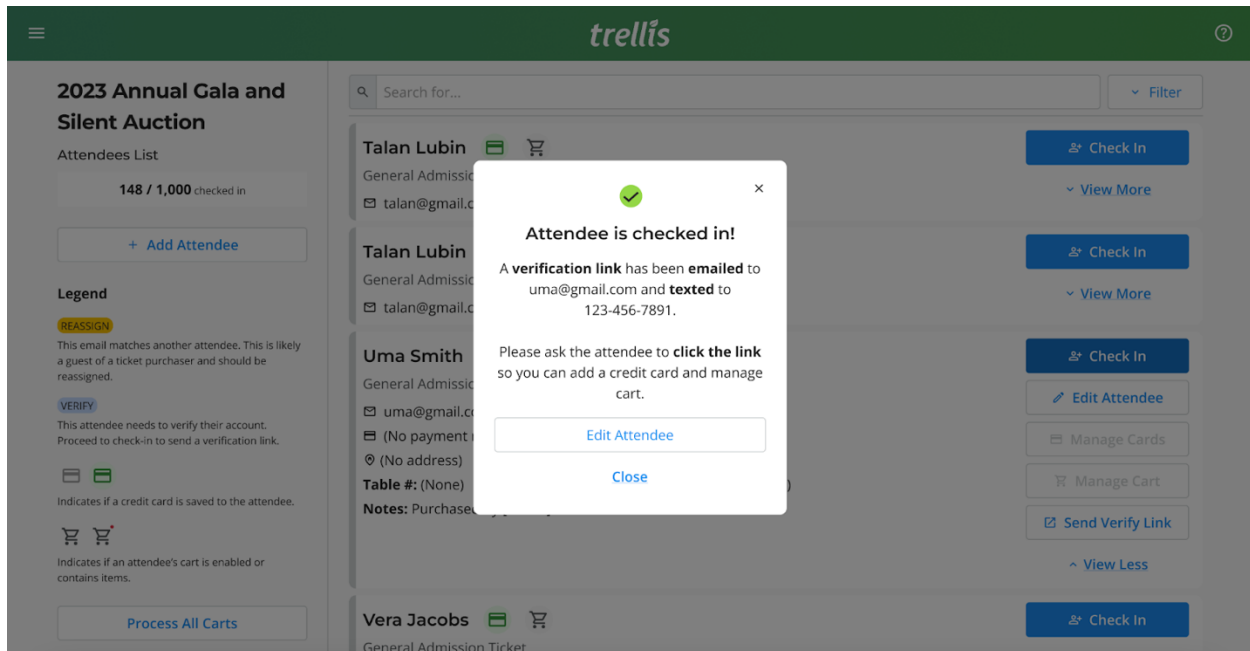 trellis
2023 Annual Gala and
Silent Auction
Attendees List
148 / 1,000 checked in
+ Add Attendee
Legend
REASSIGN
This email matches another attendee. This is likely
a guest of a ticket purchaser and should be
reassigned.
VERIFY
This attendee needs to verify their account.
Proceed to check-in to send a verification link.
Indicates if a credit card is saved to the attendee.
Indicates if an attendee's cart is enabled or
contains items.
Process All Carts
Search for...
Filter
Talan Lubin
General Admissio
talan@gmail.c
Check In
View More
Talan Lubin
General Admissio
talan@gmail.c
Check In
View More
Uma Smith
General Admissio
uma@gmail.co
(No payment
(No address)
Table #: (None)
Notes: Purchased
Check In
Edit Attendee
Manage Cards
Manage Cart
Send Verify Link
View Less
Vera Jacobs
General Admission Ticket
Check In
Attendee is checked in!
A verification link has been emailed to
uma@gmail.com and texted to
123-456-7891.
Please ask the attendee to click the link
so you can add a credit card and manage
cart.
Edit Attendee
Close